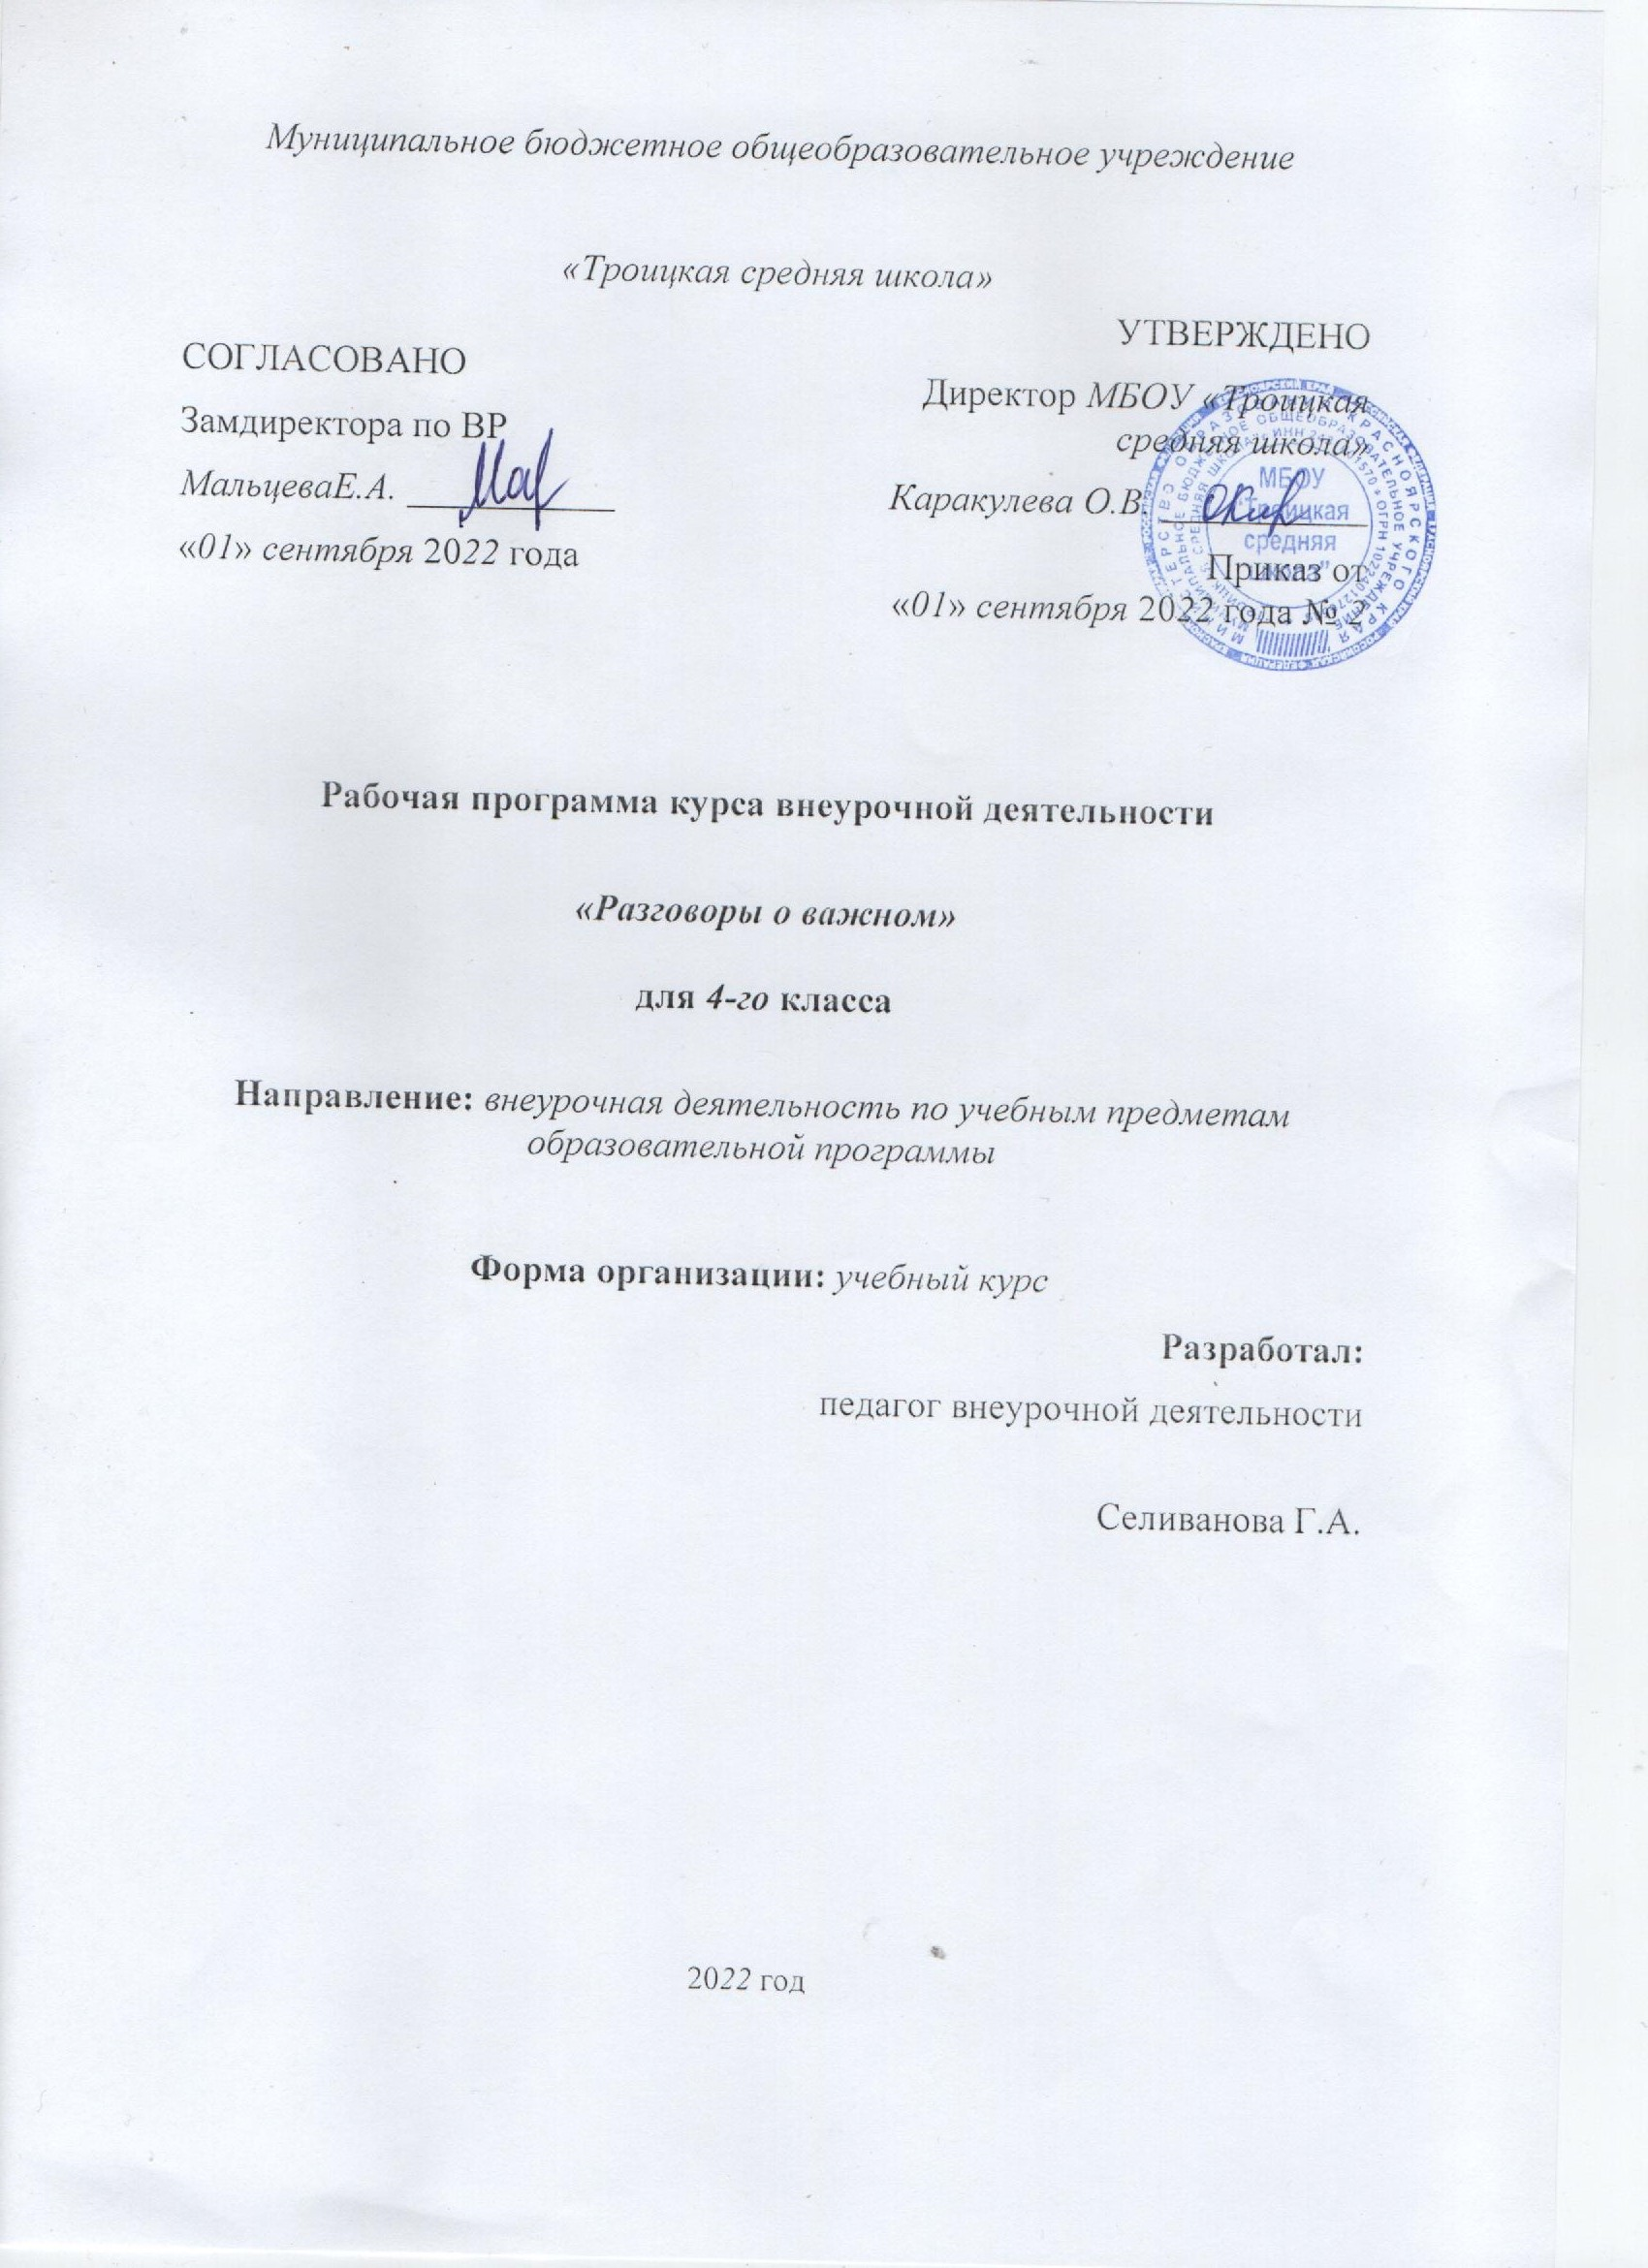 Муниципальное бюджетное общеобразовательное учреждение
«Троицкая средняя школа»
СОГЛАСОВАНО
Замдиректора по ВР
МальцеваЕ.А.
«01» сентября 2022 года
УТВЕРЖДЕНО
Директор МБОУ «Троицкая
средняя школа»
Каракулева О.В.
Приказ от
«01» сентября 2022 года № 2
МБОУ
средняя
Рабочая программа курса внеурочной деятельности
«Разговоры о важном»
для 4-го класса
Направление: внеурочная деятельность по учебным предметам
образовательной программы
Форма организации: учебный курс
Разработал:
педагог внеурочной деятельности
Селиванова Г.А.
2022 год